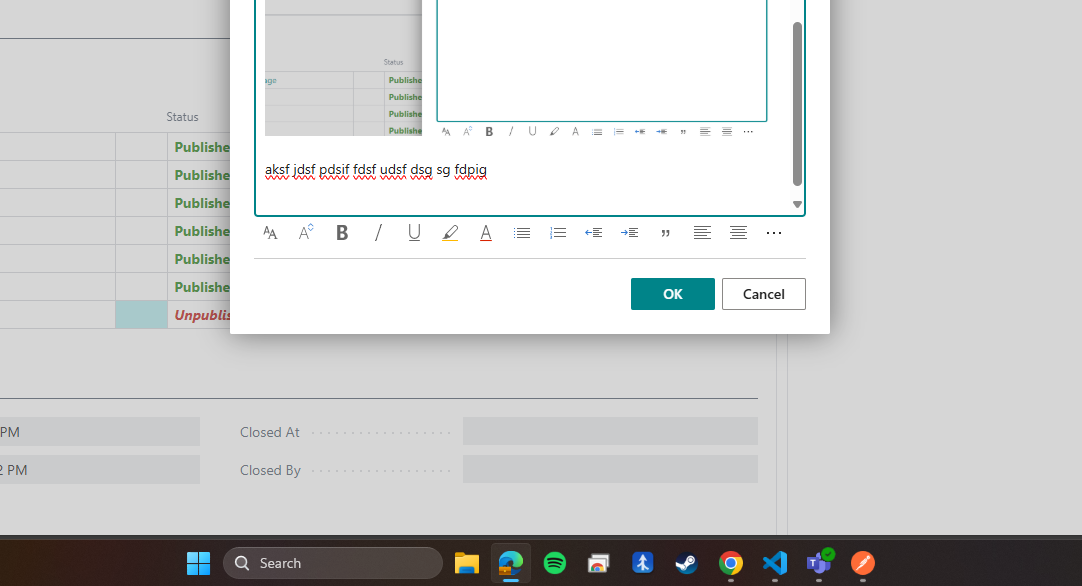 Status
age
Publishe
Publishe
Publishe
Publishe
aksf jdsf pdsif fdsf udsf dsg sg fdpig
Status
Publishe
Publishe
Publishe
Publishe
Publishe
Publishe
Unpublis
OK
Cancel
PM
Closed At
2 PM
Closed By
Search